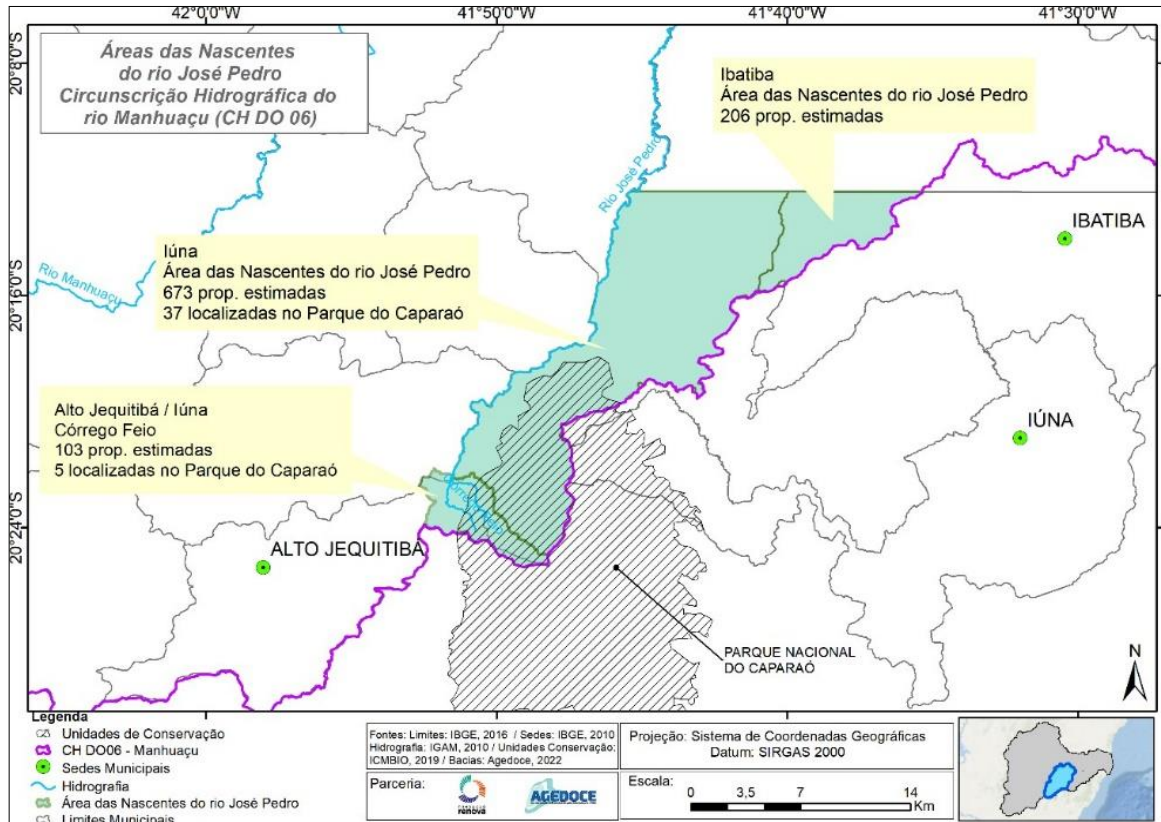 42°0'0"O
41°50'0"O
41°40'0"O
41°30'0"O
20°8'0"S
20°16'0"S
20°24'0"S
Áreas das Nascentes
do rio José Pedro
Circunscrição Hidrográfica do
rio Manhuaçu (CH DO 06)
Ibatiba
Área das Nascentes do rio José Pedro
206 prop. estimadas
Rio José Pedro
IBATIBA
Iúna
Área das Nascentes do rio José Pedro
673 prop. estimadas
37 localizadas no Parque do Caparaó
Rio Manhuaçu
Alto Jequitibá / Iúna
Córrego Feio
103 prop. estimadas
5 localizadas no Parque do Caparaó
IÚNA
ALTO JEQUITIBÁ
PARQUE NACIONAL
DO CAPARAÓ
N
Legenda
Unidades de Conservação
CH DO06 - Manhuaçu
Sedes Municipais
Hidrografia
Área das Nascentes do rio José Pedro
Limites Municipais
Fontes: Limites: IBGE, 2016 / Sedes: IBGE, 2010
Hidrografia: IGAM, 2010 / Unidades Conservação:
ICMBIO, 2019 / Bacias: Agedoce, 2022
Parceria:
renova
AGEDOCE
Projeção: Sistema de Coordenadas Geográficas
Datum: SIRGAS 2000
Escala:
0 3,5 7 14
Km